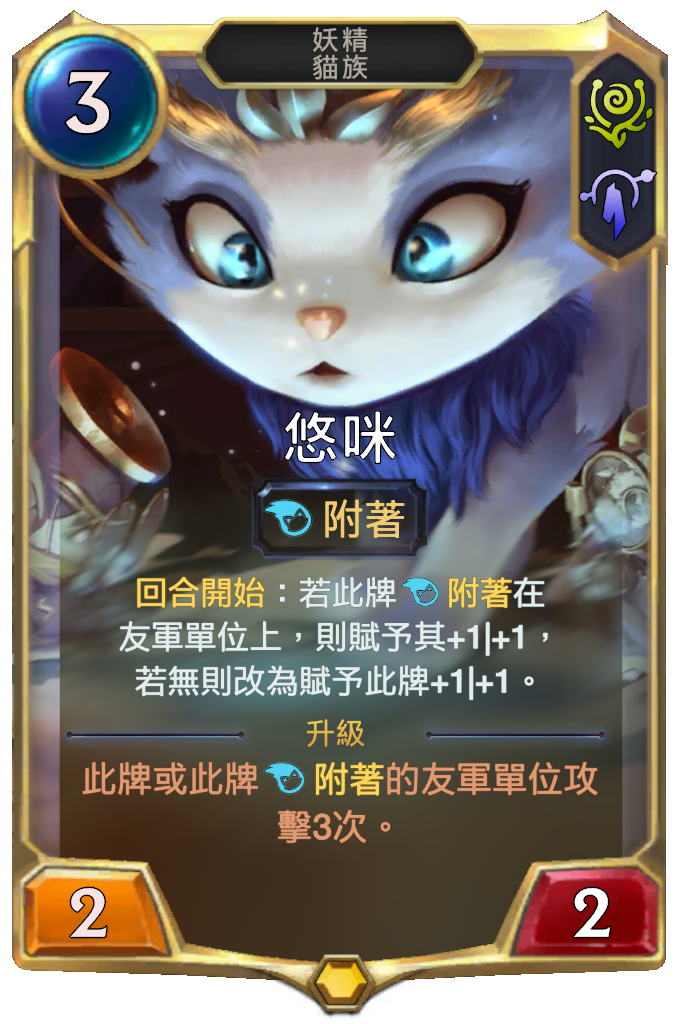 3
妖精
貓族
悠咪
附著
回合開始：若此牌附著在
友軍單位上，則賦予其+1|+1，
若無則改為賦予此牌+1|+1。
升級
此牌或此牌附著的友軍單位攻
擊3次。
2
2